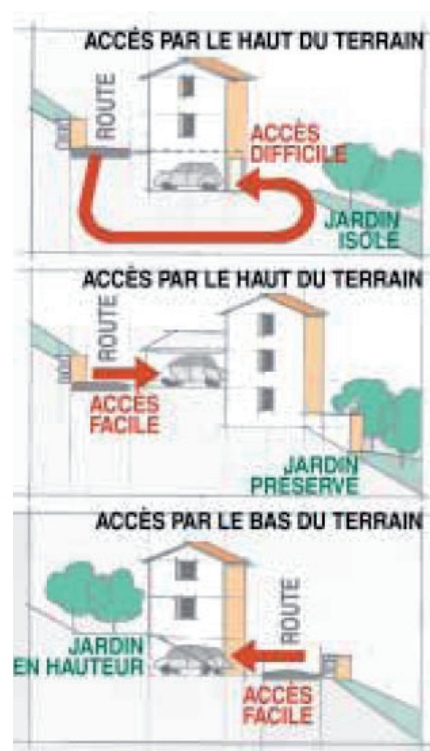 ACCÈS PAR LE HAUT DU TERRAIN
ROUTE
ACCÈS
DIFFICILE
JARDIN
ISOLÉ
ACCÈS PAR LE HAUT DU TERRAIN
ROUTE
ACCÈS
FACILE
JARDIN
PRÉSERVÉ
ACCÈS PAR LE BAS DU TERRAIN
ROUTE
JARDIN
EN HAUTEUR
ACCÈS
FACILE